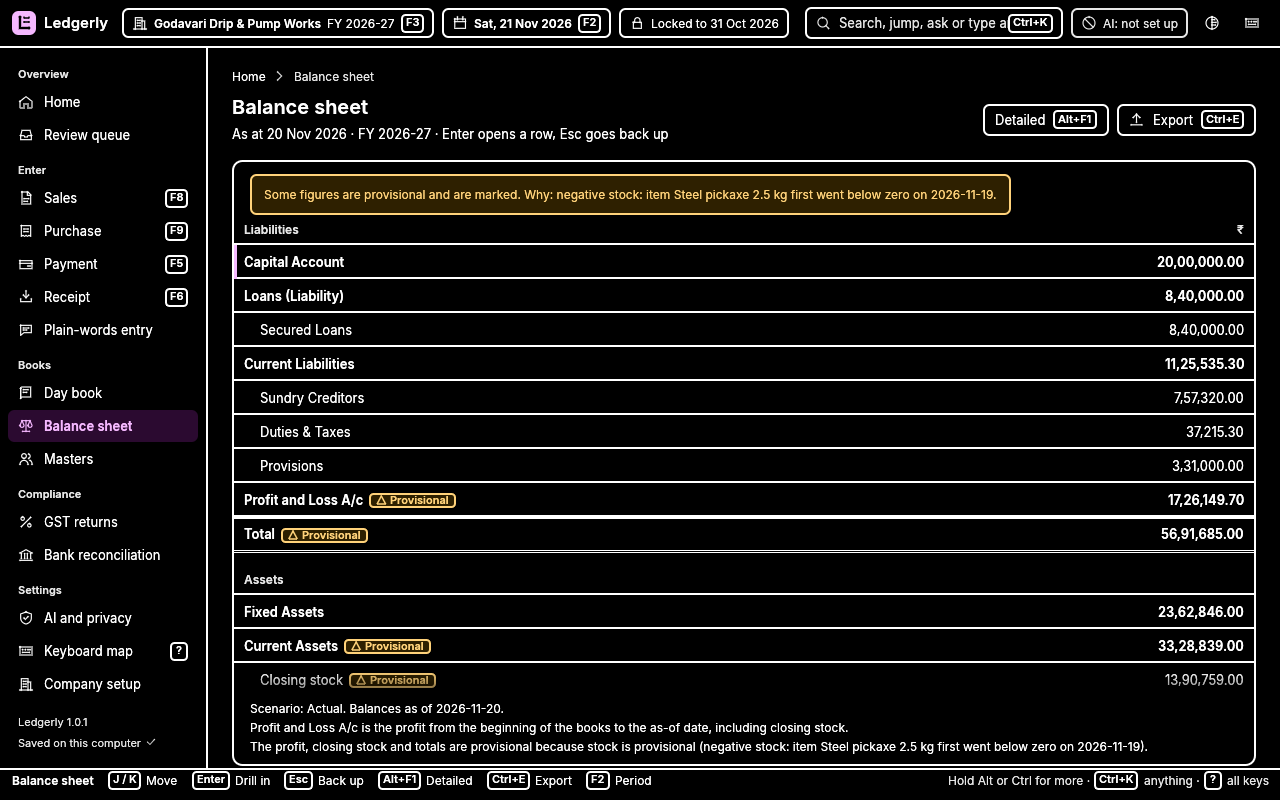 Ledgerly
Godavari Drip & Pump Works FY 2026-27 F3
Sat, 21 Nov 2026 F2
Locked to 31 Oct 2026
Search, jump, ask or type a Ctrl+K
AI: not set up
Overview
Home
Review queue
Enter
Sales F8
Purchase F9
Payment F5
Receipt F6
Plain-words entry
Books
Day book
Balance sheet
Masters
Compliance
GST returns
Bank reconciliation
Settings
AI and privacy
Keyboard map ?
Company setup
Ledgerly 1.0.1
Saved on this computer
Home > Balance sheet
Balance sheet
As at 20 Nov 2026 · FY 2026-27 · Enter opens a row, Esc goes back up
Detailed Alt+F1
Export Ctrl+E
Some figures are provisional and are marked. Why: negative stock: item Steel pickaxe 2.5 kg first went below zero on 2026-11-19.
Liabilities ₹
Capital Account 20,00,000.00
Loans (Liability) 8,40,000.00
Secured Loans 8,40,000.00
Current Liabilities 11,25,535.30
Sundry Creditors 7,57,320.00
Duties & Taxes 37,215.30
Provisions 3,31,000.00
Profit and Loss A/c Provisional 17,26,149.70
Total Provisional 56,91,685.00
Assets
Fixed Assets 23,62,846.00
Current Assets Provisional 33,28,839.00
Closing stock Provisional 13,90,759.00
Scenario: Actual. Balances as of 2026-11-20.
Profit and Loss A/c is the profit from the beginning of the books to the as-of date, including closing stock.
The profit, closing stock and totals are provisional because stock is provisional (negative stock: item Steel pickaxe 2.5 kg first went below zero on 2026-11-19).
Balance sheet J / K Move Enter Drill in Esc Back up Alt+F1 Detailed Ctrl+E Export F2 Period
Hold Alt or Ctrl for more · Ctrl+K anything · ? all keys